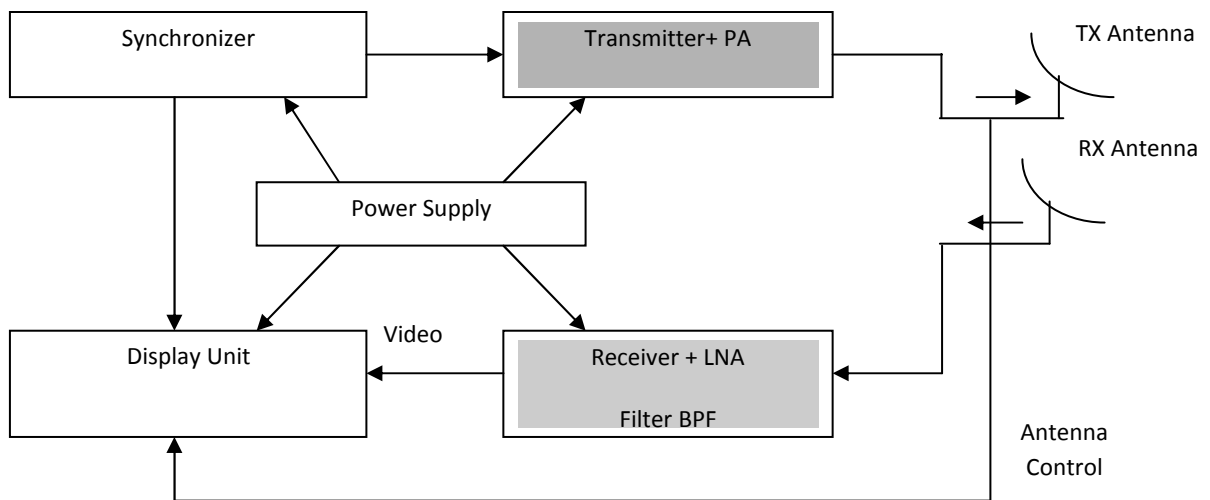 Synchronizer
Transmitter+ PA
TX Antenna
RX Antenna
Power Supply
Video
Display Unit
Receiver + LNA
Filter BPF
Antenna
Control